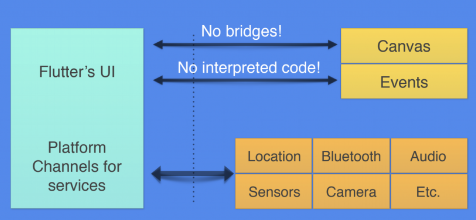 No bridges!
Canvas
Flutter's UI
No interpreted code!
Events
Platform
Channels for
services
Location Bluetooth Audio
Sensors Camera Etc.